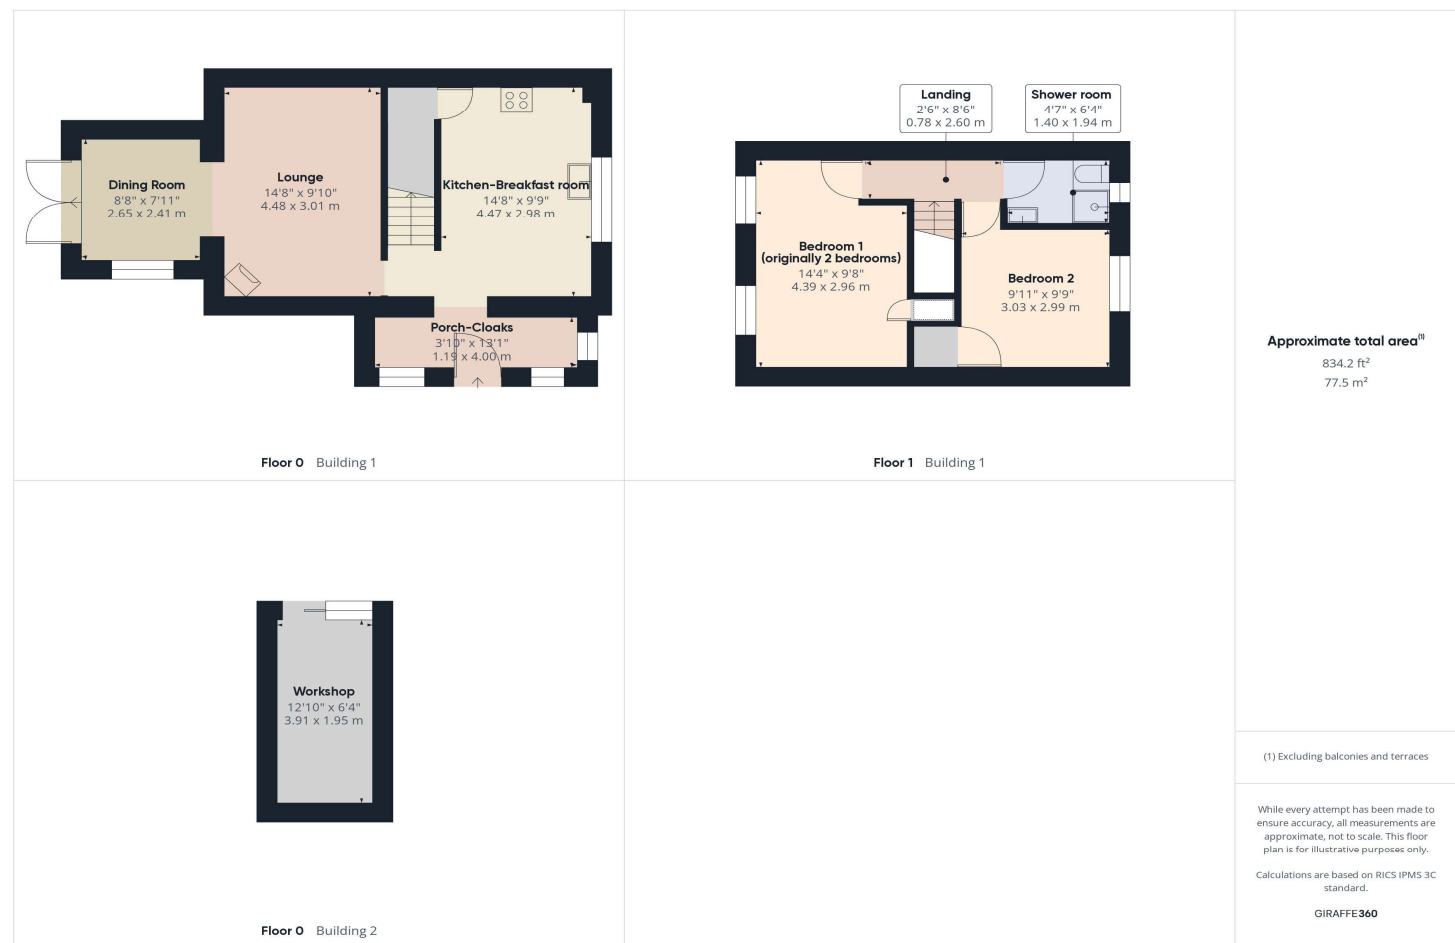 Dining Room
8'8" x 7'11"
2.65 x 2.41 m
Lounge
14'8" x 9'10"
4.48 x 3.01 m
Kitchen-Breakfast room
14'8" x 9'9"
4.47 x 2.98 m
Porch-Cloaks
3'10" x 13'1"
1.19 x 4.00 m
Floor 0 Building 1
Landing
2'6" x 8'6"
0.78 x 2.60 m
Shower room
4'7" x 6'4"
1.40 x 1.94 m
Bedroom 1
(originally 2 bedrooms)
14'4" x 9'8"
4.39 x 2.96 m
Bedroom 2
9'11" x 9'9"
3.03 x 2.99 m
Floor 1 Building 1
Workshop
12'10" x 6'4"
3.91 x 1.95 m
Floor 0 Building 2
Approximate total area(1)
834.2 ft²
77.5 m²
(1) Excluding balconies and terraces
While every attempt has been made to
ensure accuracy, all measurements are
approximate, not to scale. This floor
plan is for illustrative purposes only.
Calculations are based on RICS IPMS 3C
standard.
GIRAFFE360